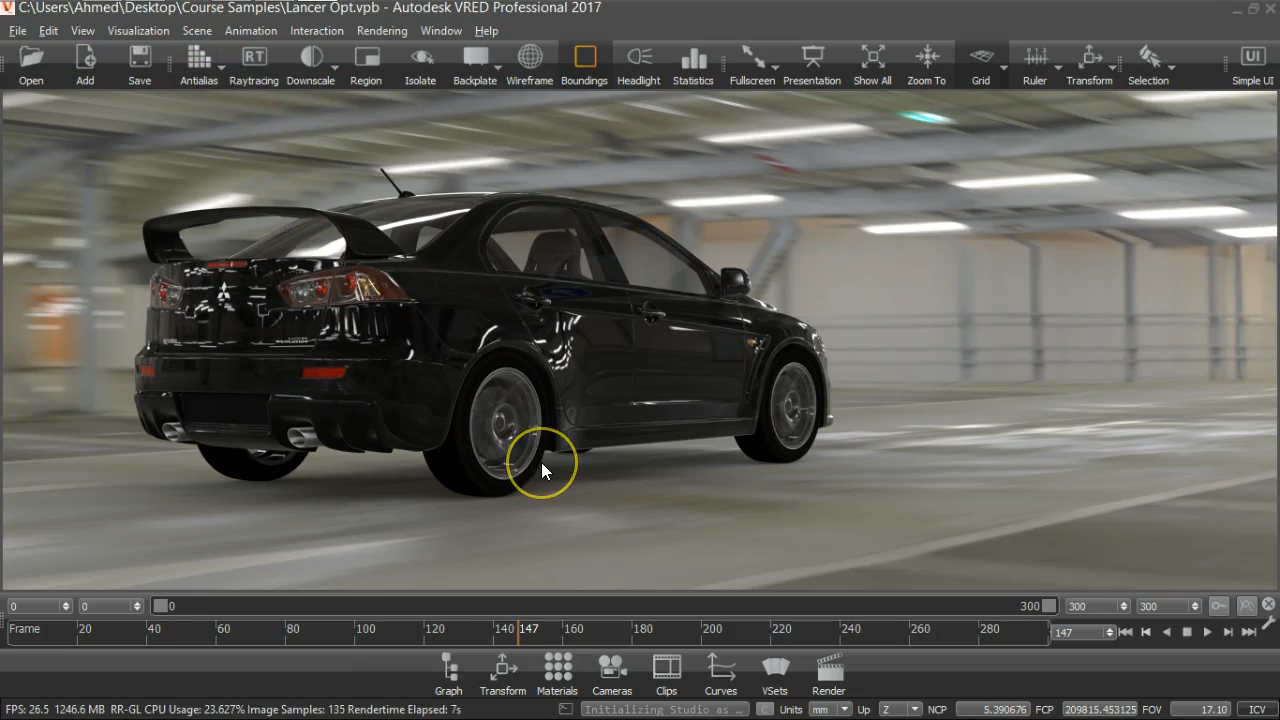 C:\Users\Ahmed\Desktop\Course Samples\Lancer Opt.vpb - Autodesk VRED Professional 2017
File Edit View Visualization Scene Animation Interaction Rendering Window Help
RT UI
Open Add Save Antialias Raytracing Downscale Region Isolate Backplate Wireframe Boundings Headlight Statistics Fullscreen Presentation Show All Zoom To Grid Ruler Transform Selection Simple UI
0 0 0 300 300 300
Frame 20 40 60 80 100 120 140 147 160 180 200 220 240 260 280 147
Graph Transform Materials Cameras Clips Curves VSets Render
FPS: 26.5 1246.6 MB RR-GL CPU Usage: 23.627% Image Samples: 135 Rendertime Elapsed: 7s Initializing Studio as ... C Units mm Up Z NCP 5.390676 FCP 209815.453125 FOV 17.10 ICV